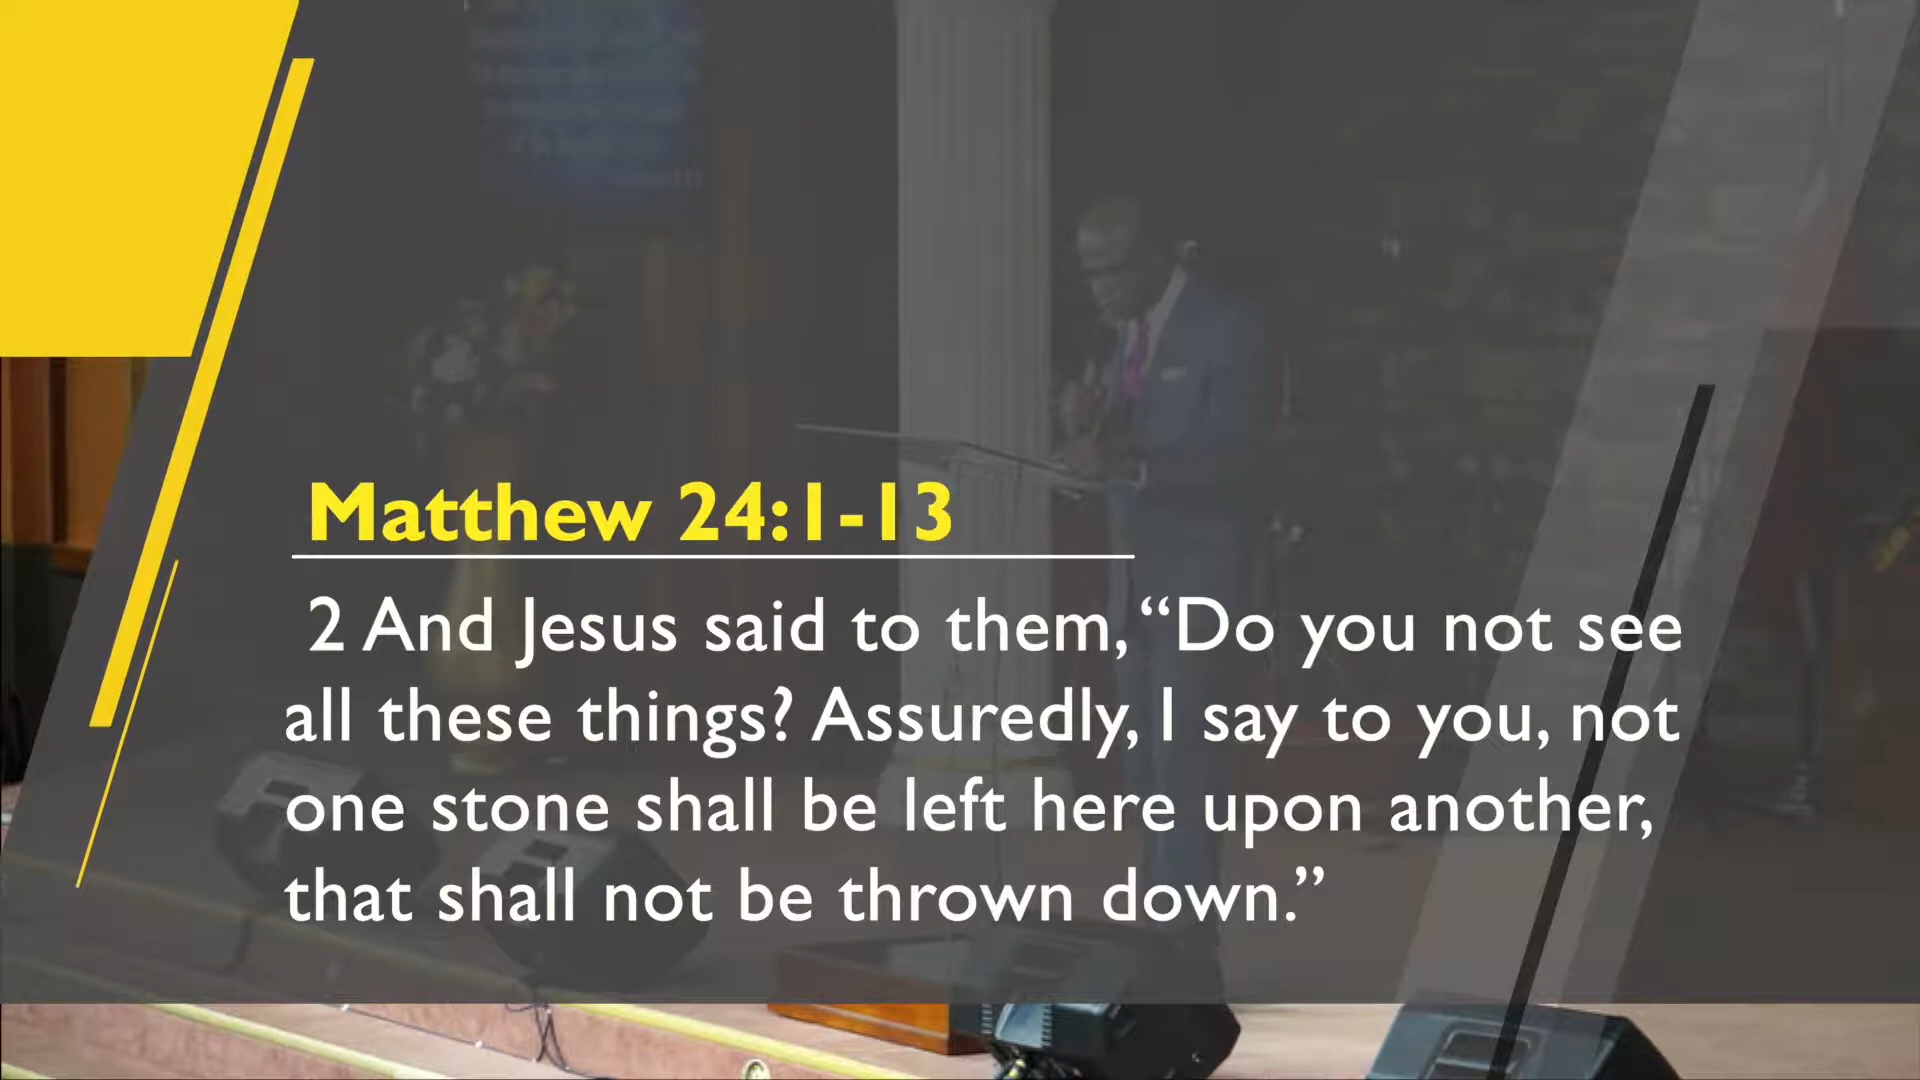 Matthew 24:1-13
2 And Jesus said to them, “Do you not see
all these things? Assuredly, I say to you, not
one stone shall be left here upon another,
that shall not be thrown down.”